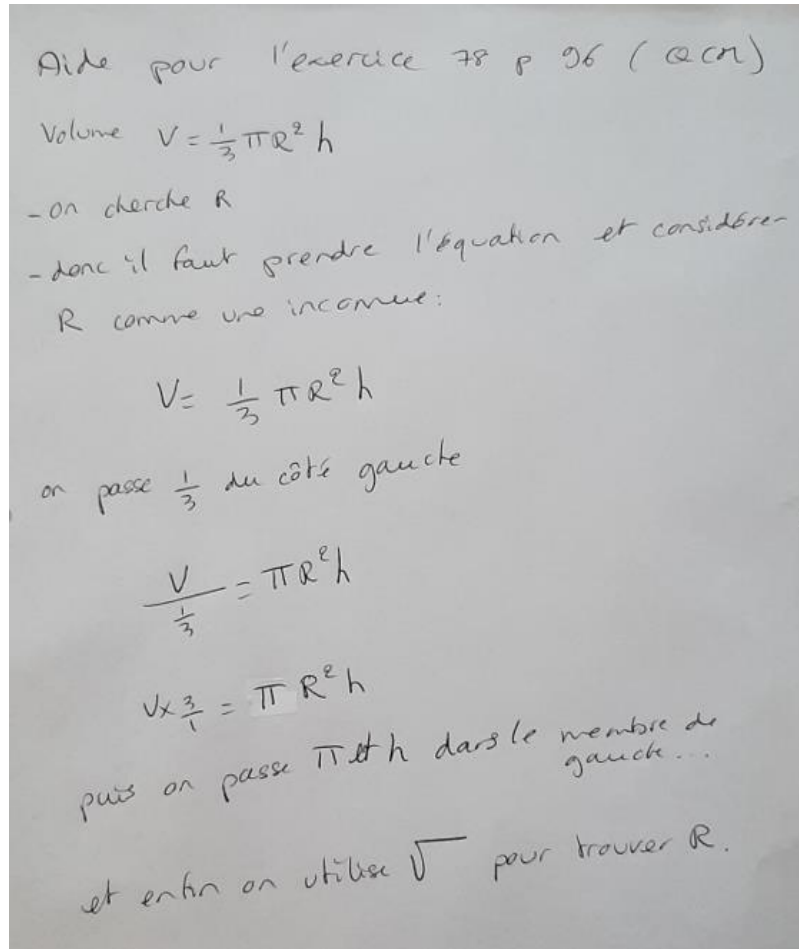 Aide pour l'exercice 78 p 96 (QCM)
Volume V = 1/3 πR² h
- on cherche R
- donc il faut prendre l'équation et considérer
R comme une inconnue :
V = 1/3 πR² h
on passe 1/3 du côté gauche
V / (1/3) = πR² h
V × 3/1 = π R² h
puis on passe π et h dans le membre de
gauche...
et enfin on utilise √ pour trouver R.